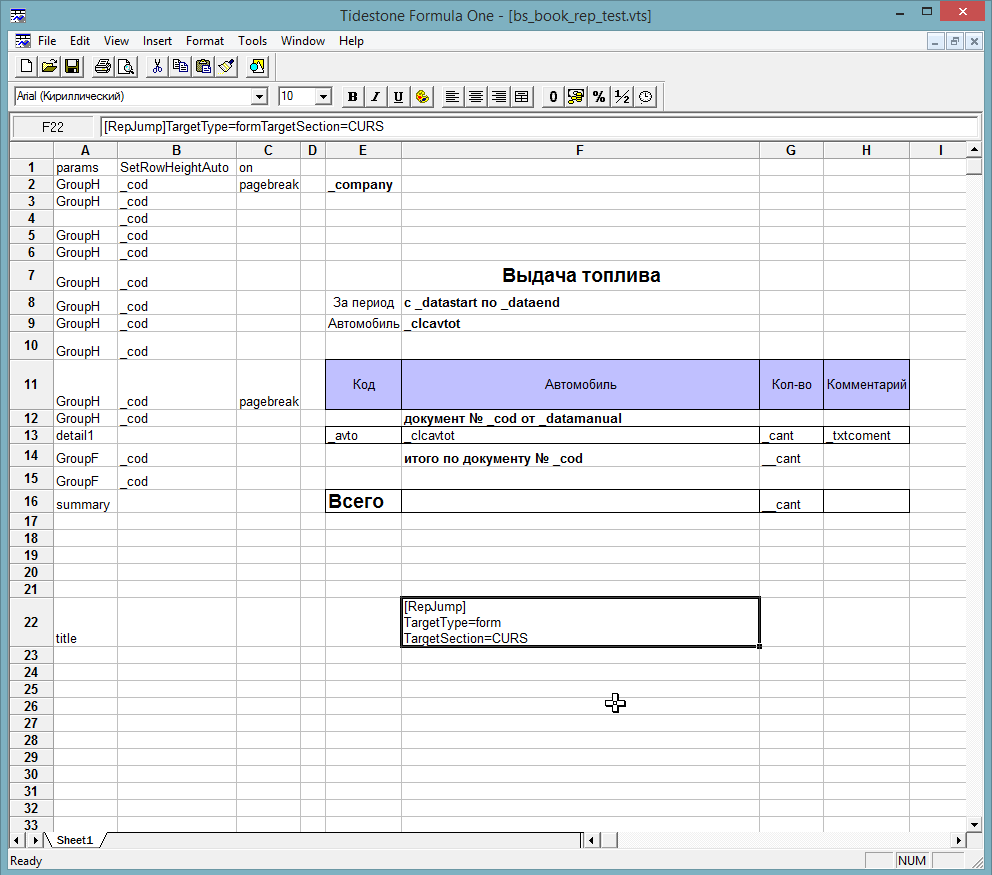 Tidestone Formula One - [bs_book_rep_test.vts]
File Edit View Insert Format Tools Window Help
Arial (Кириллический) 10 B I U 0 % ½
F22 [RepJump]TargetType=formTargetSection=CURS
A B C D E F G H I
1 params SetRowHeightAuto on
2 GroupH _cod pagebreak _company
3 GroupH _cod
4 _cod
5 GroupH _cod
6 GroupH _cod
7 GroupH _cod Выдача топлива
8 GroupH _cod За период с _datastart по _dataend
9 GroupH _cod Автомобиль _clcavtot
10 GroupH _cod
11 GroupH _cod pagebreak Код Автомобиль Кол-во Комментарий
12 GroupH _cod документ № _cod от _datamanual
13 detail1 _avto _clcavtot _cant _txtcoment
14 GroupF _cod итого по документу № _cod __cant
15 GroupF _cod
16 summary Всего __cant
17
18
19
20
21
22 title [RepJump]
TargetType=form
TargetSection=CURS
23
24
25
26
27
28
29
30
31
32
33
Sheet1
Ready NUM